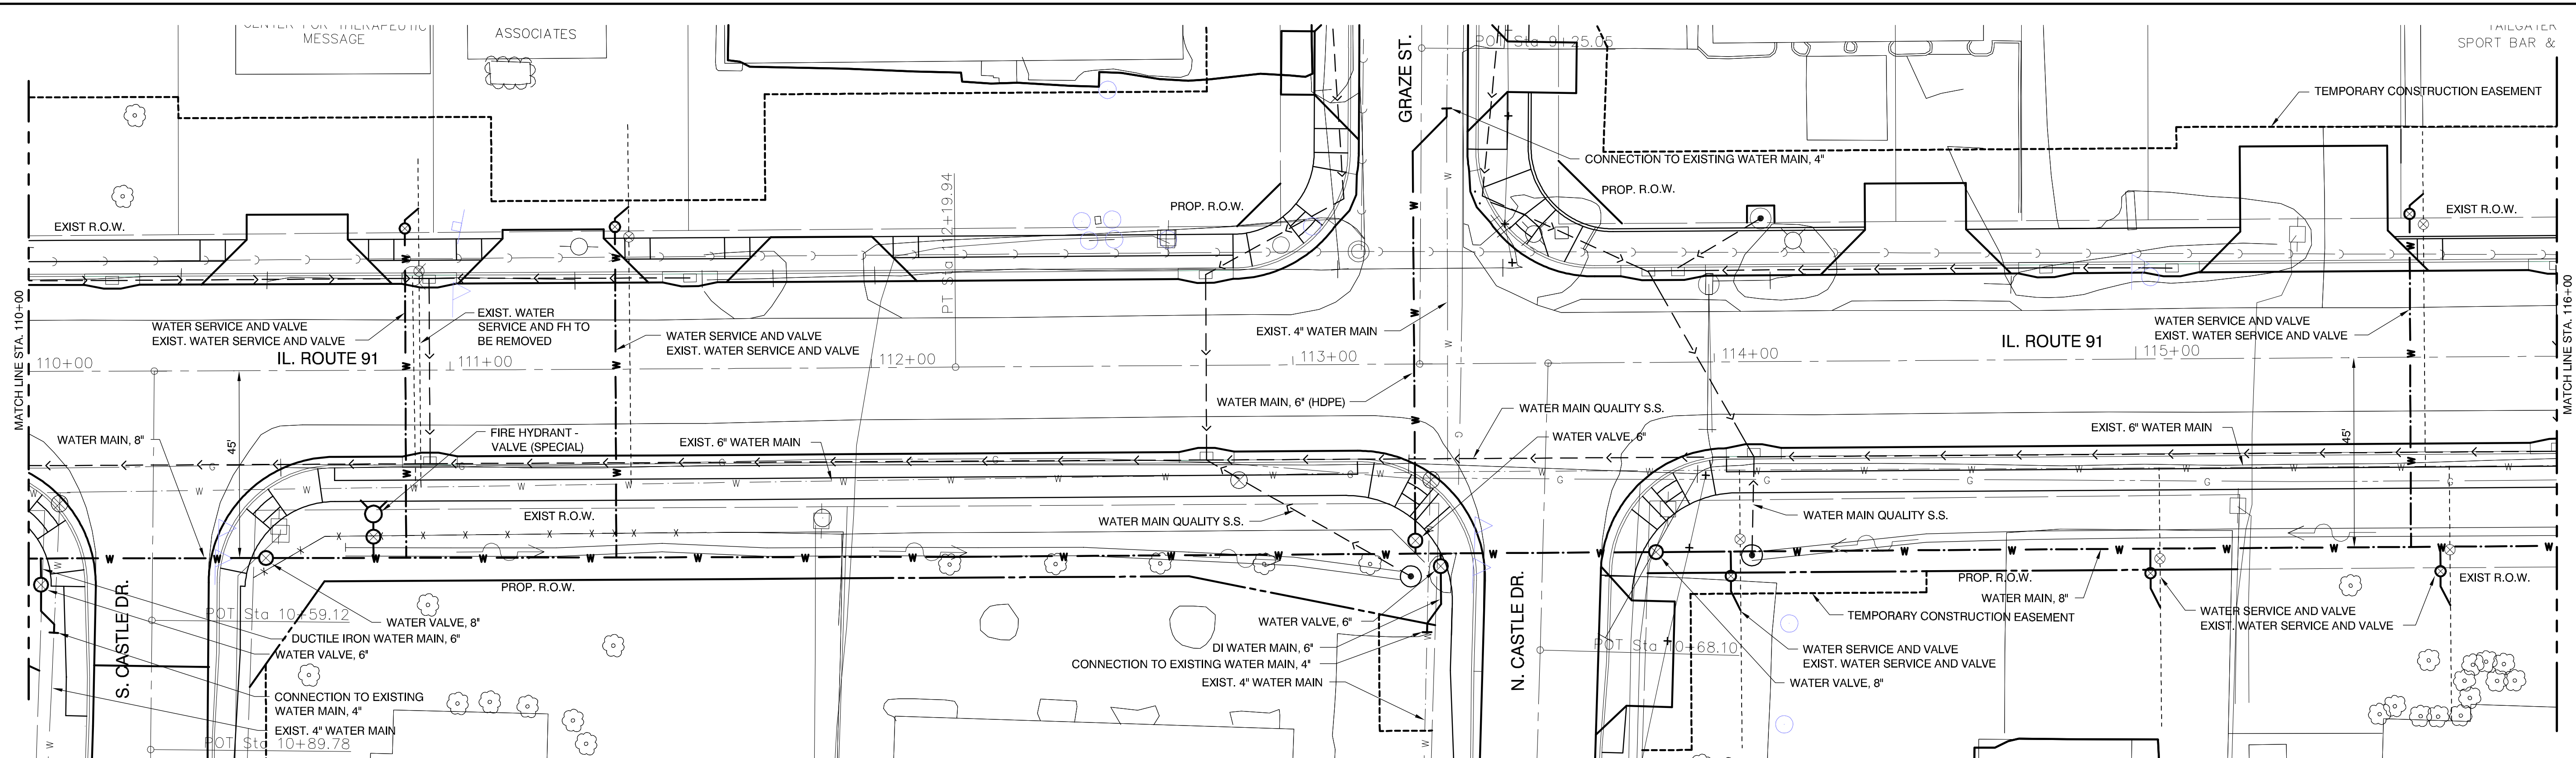 CENTER FOR THERAPEUTIC
MESSAGE
ASSOCIATES
GRAZE ST.
POT Sta 9+25.05
TAILGATER
SPORT BAR &
TEMPORARY CONSTRUCTION EASEMENT
CONNECTION TO EXISTING WATER MAIN, 4"
PROP. R.O.W.
PROP. R.O.W.
EXIST R.O.W.
EXIST R.O.W.
PT Sta 112+19.94
MATCH LINE STA. 110+00
MATCH LINE STA. 116+00
WATER SERVICE AND VALVE
EXIST. WATER SERVICE AND VALVE
EXIST. WATER
SERVICE AND FH TO
BE REMOVED
WATER SERVICE AND VALVE
EXIST. WATER SERVICE AND VALVE
EXIST. 4" WATER MAIN
WATER SERVICE AND VALVE
EXIST. WATER SERVICE AND VALVE
IL. ROUTE 91
IL. ROUTE 91
110+00
111+00
112+00
113+00
114+00
115+00
WATER MAIN, 6" (HDPE)
WATER MAIN QUALITY S.S.
WATER MAIN, 8"
45'
FIRE HYDRANT -
VALVE (SPECIAL)
EXIST. 6" WATER MAIN
WATER VALVE, 6"
EXIST. 6" WATER MAIN
45'
EXIST R.O.W.
WATER MAIN QUALITY S.S.
WATER MAIN QUALITY S.S.
S. CASTLE DR.
N. CASTLE DR.
PROP. R.O.W.
PROP. R.O.W.
EXIST R.O.W.
WATER MAIN, 8"
POT Sta 10+59.12
WATER VALVE, 8"
DUCTILE IRON WATER MAIN, 6"
WATER VALVE, 6"
CONNECTION TO EXISTING
WATER MAIN, 4"
EXIST. 4" WATER MAIN
POT Sta 10+89.78
WATER VALVE, 6"
DI WATER MAIN, 6"
CONNECTION TO EXISTING WATER MAIN, 4"
EXIST. 4" WATER MAIN
POT Sta 10+68.10
TEMPORARY CONSTRUCTION EASEMENT
WATER SERVICE AND VALVE
EXIST. WATER SERVICE AND VALVE
WATER VALVE, 8"
WATER SERVICE AND VALVE
EXIST. WATER SERVICE AND VALVE